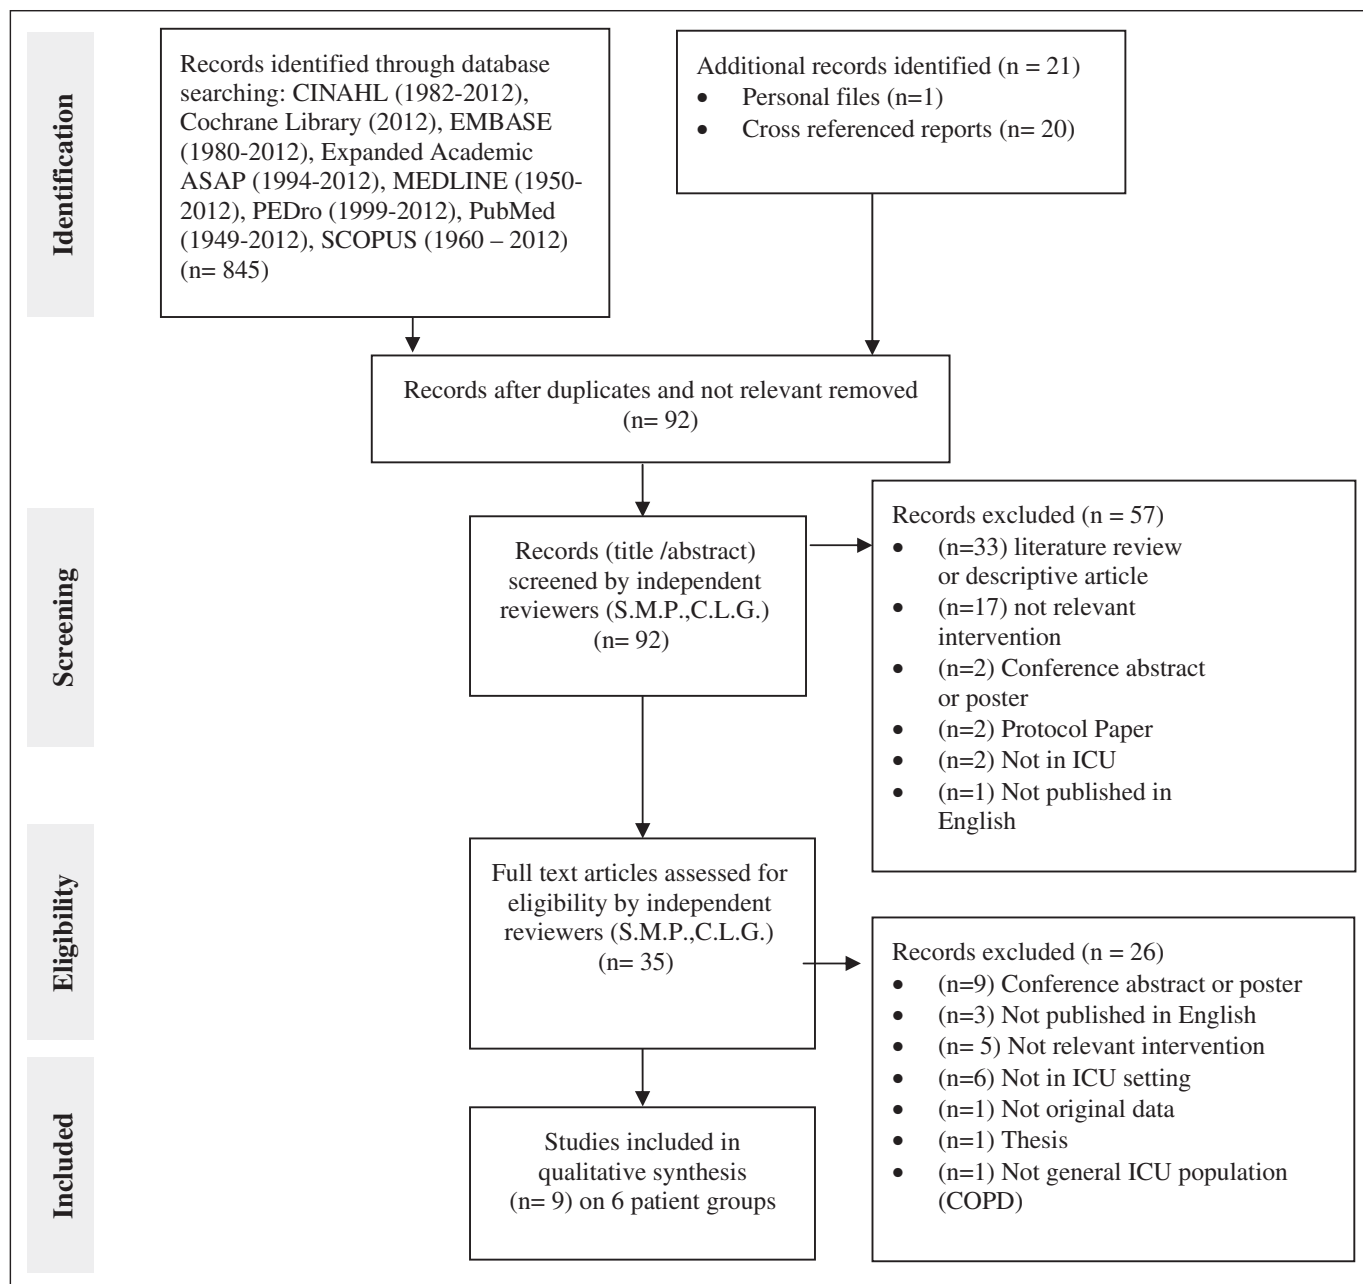 Identification
Records identified through database
searching: CINAHL (1982-2012),
Cochrane Library (2012), EMBASE
(1980-2012), Expanded Academic
ASAP (1994-2012), MEDLINE (1950-
2012), PEDro (1999-2012), PubMed
(1949-2012), SCOPUS (1960 – 2012)
(n= 845)
Additional records identified (n = 21)
• Personal files (n=1)
• Cross referenced reports (n= 20)
Records after duplicates and not relevant removed
(n= 92)
Screening
Records (title /abstract)
screened by independent
reviewers (S.M.P.,C.L.G.)
(n= 92)
Records excluded (n = 57)
• (n=33) literature review
or descriptive article
• (n=17) not relevant
intervention
• (n=2) Conference abstract
or poster
• (n=2) Protocol Paper
• (n=2) Not in ICU
• (n=1) Not published in
English
Eligibility
Full text articles assessed for
eligibility by independent
reviewers (S.M.P.,C.L.G.)
(n= 35)
Records excluded (n = 26)
• (n=9) Conference abstract or poster
• (n=3) Not published in English
• (n= 5) Not relevant intervention
• (n=6) Not in ICU setting
• (n=1) Not original data
• (n=1) Thesis
• (n=1) Not general ICU population
(COPD)
Included
Studies included in
qualitative synthesis
(n= 9) on 6 patient groups